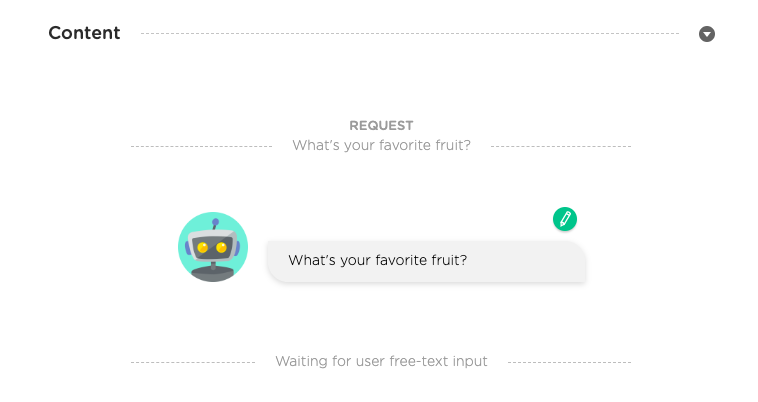 Content
REQUEST
What's your favorite fruit?
What's your favorite fruit?
Waiting for user free-text input